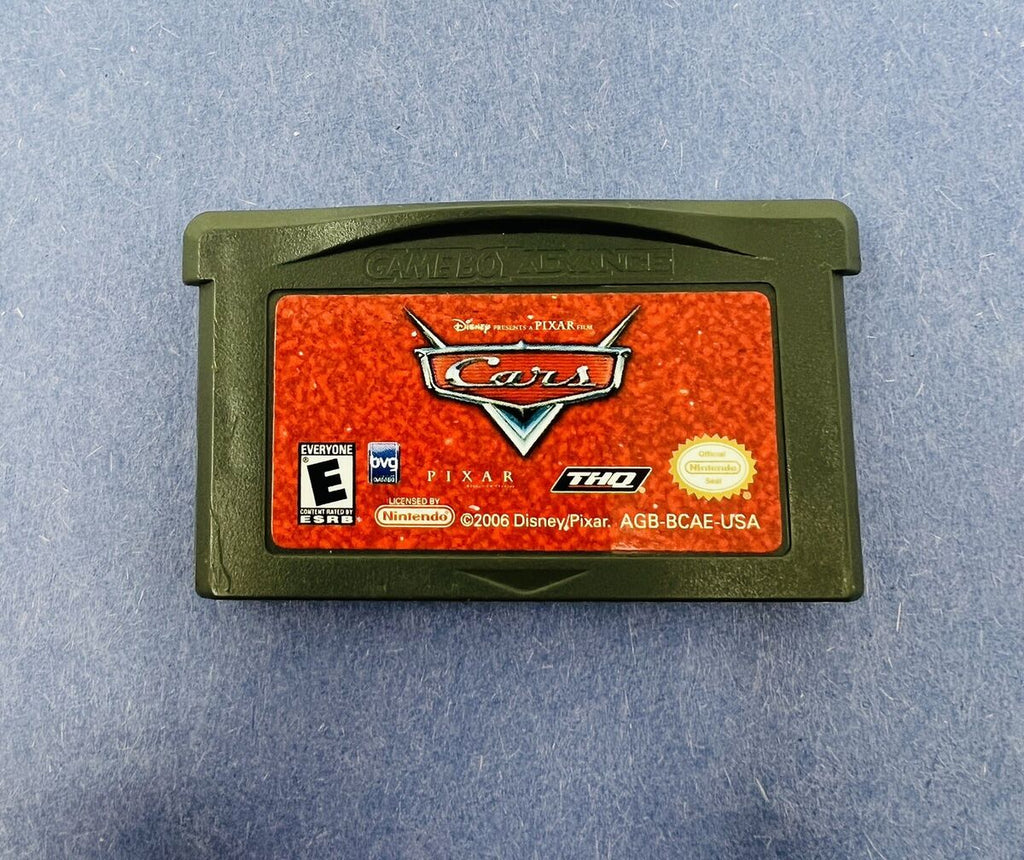 GAME BOY ADVANCE
Disney PRESENTS A PIXAR FILM
Cars
EVERYONE
E
CONTENT RATED BY
ESRB
bvg
PIXAR
THQ
Official
Nintendo
Seal
LICENSED BY
Nintendo
©2006 Disney/Pixar. AGB-BCAE-USA